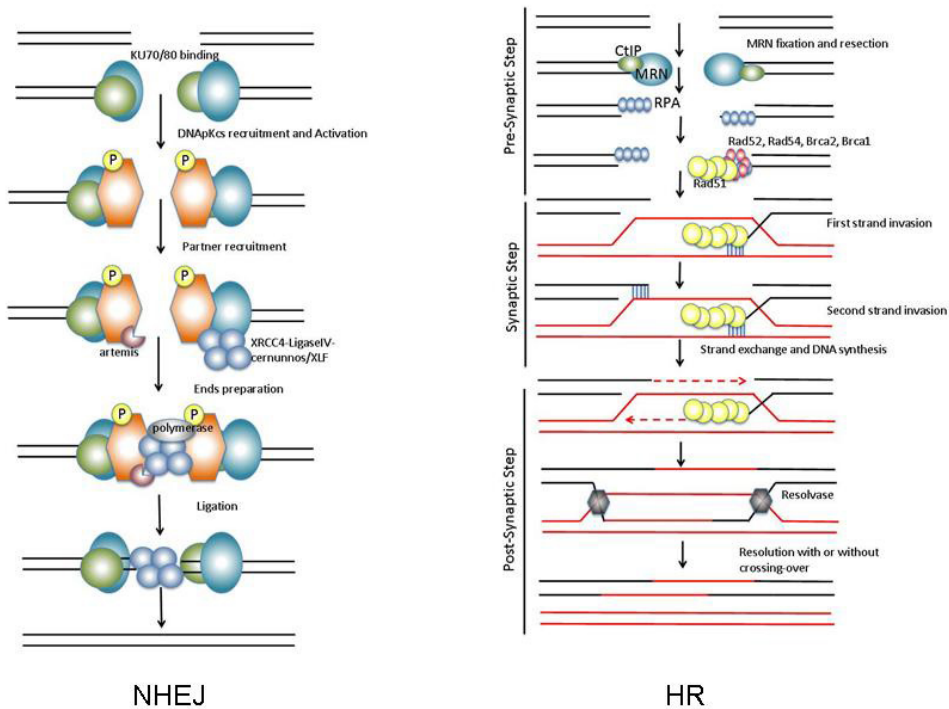 KU70/80 binding
DNApKcs recruitment and Activation
P
P
Partner recruitment
P
P
artemis
XRCC4-LigaseIV-
cernunnos/XLF
Ends preparation
P
P
polymerase
Ligation
NHEJ
Pre-Synaptic Step
MRN fixation and resection
CtIP
MRN
RPA
Rad52, Rad54, Brca2, Brca1
Rad51
Synaptic Step
First strand invasion
Second strand invasion
Strand exchange and DNA synthesis
Post-Synaptic Step
Resolvase
Resolution with or without
crossing-over
HR